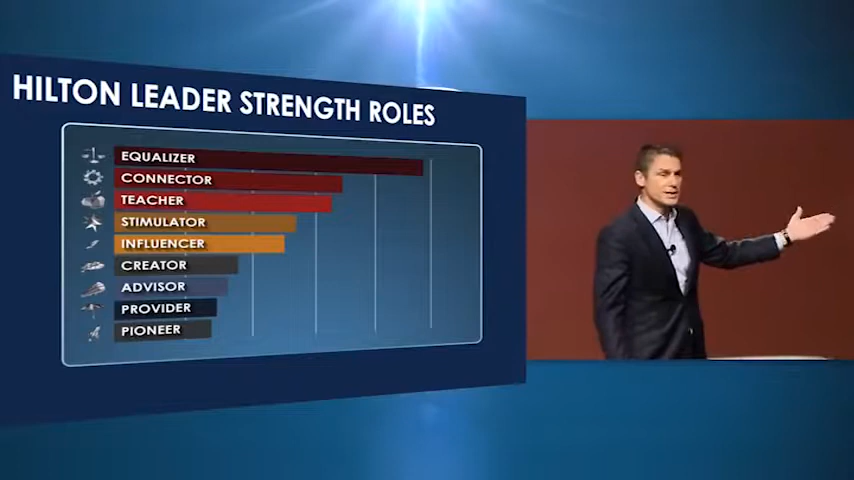 HILTON LEADER STRENGTH ROLES
EQUALIZER
CONNECTOR
TEACHER
STIMULATOR
INFLUENCER
CREATOR
ADVISOR
PROVIDER
PIONEER